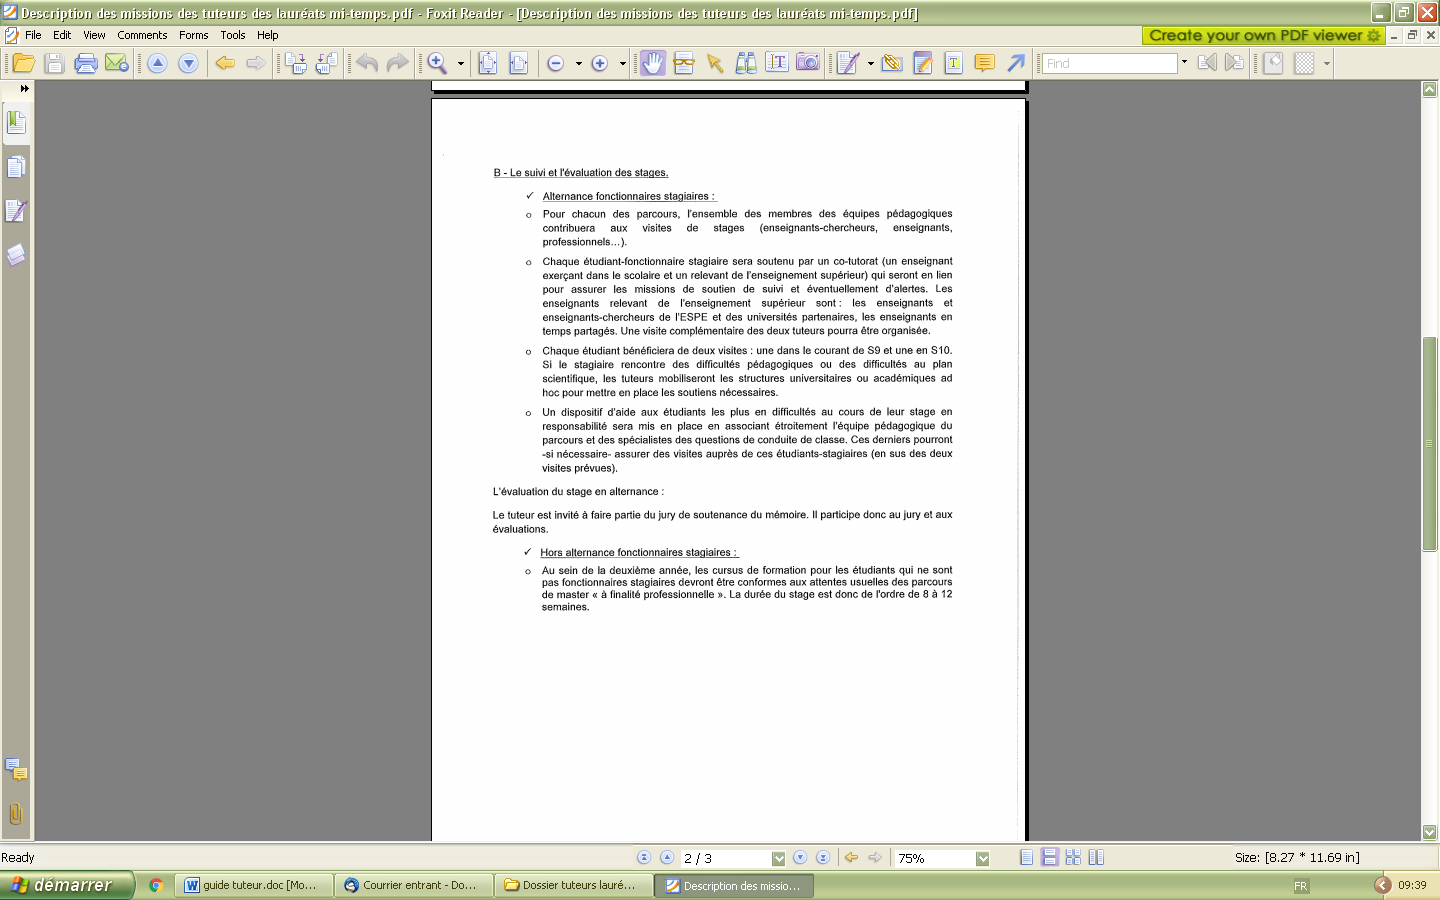 Description des missions des tuteurs des lauréats mi-temps.pdf - Foxit Reader - [Description des missions des tuteurs des lauréats mi-temps.pdf]
File Edit View Comments Forms Tools Help
Create your own PDF viewer
Find
B - Le suivi et l'évaluation des stages.
✓ Alternance fonctionnaires stagiaires :
o Pour chacun des parcours, l'ensemble des membres des équipes pédagogiques
contribuera aux visites de stages (enseignants-chercheurs, enseignants,
professionnels...).
o Chaque étudiant-fonctionnaire stagiaire sera soutenu par un co-tutorat (un enseignant
exerçant dans le scolaire et un relevant de l'enseignement supérieur) qui seront en lien
pour assurer les missions de soutien de suivi et éventuellement d'alertes. Les
enseignants relevant de l'enseignement supérieur sont : les enseignants et
enseignants-chercheurs de l'ESPE et des universités partenaires, les enseignants en
temps partagés. Une visite complémentaire des deux tuteurs pourra être organisée.
o Chaque étudiant bénéficiera de deux visites : une dans le courant de S9 et une en S10.
Si le stagiaire rencontre des difficultés pédagogiques ou des difficultés au plan
scientifique, les tuteurs mobiliseront les structures universitaires ou académiques ad
hoc pour mettre en place les soutiens nécessaires.
o Un dispositif d'aide aux étudiants les plus en difficultés au cours de leur stage en
responsabilité sera mis en place en associant étroitement l'équipe pédagogique du
parcours et des spécialistes des questions de conduite de classe. Ces derniers pourront
-si nécessaire- assurer des visites auprès de ces étudiants-stagiaires (en sus des deux
visites prévues).
L'évaluation du stage en alternance :
Le tuteur est invité à faire partie du jury de soutenance du mémoire. Il participe donc au jury et aux
évaluations.
✓ Hors alternance fonctionnaires stagiaires :
o Au sein de la deuxième année, les cursus de formation pour les étudiants qui ne sont
pas fonctionnaires stagiaires devront être conformes aux attentes usuelles des parcours
de master « à finalité professionnelle ». La durée du stage est donc de l'ordre de 8 à 12
semaines.
Ready 2 / 3 75% Size: [8.27 * 11.69 in]
démarrer guide tuteur.doc [Mo... Courrier entrant - Do... Dossier tuteurs lauré... Description des missio... FR 09:39